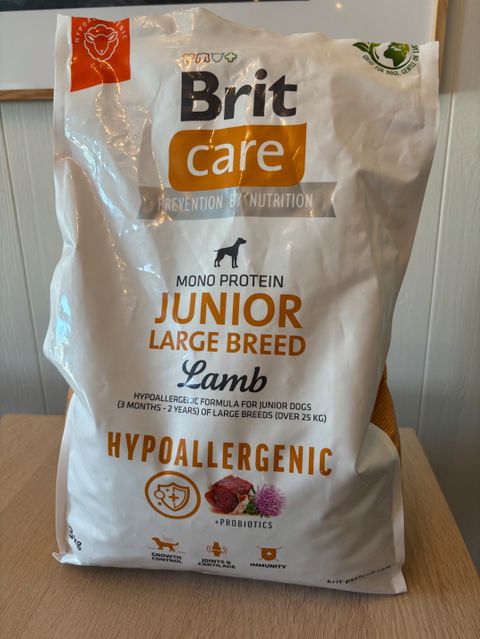 HYPOALLERGENIC
Brit
care
PREVENTION BY NUTRITION
MONO PROTEIN
JUNIOR
LARGE BREED
Lamb
HYPOALLERGENIC FORMULA FOR JUNIOR DOGS
(3 MONTHS - 2 YEARS) OF LARGE BREEDS (OVER 25 KG)
HYPOALLERGENIC
+PROBIOTICS
GROWTH
CONTROL
JOINTS &
CARTILAGE
IMMUNITY
brit-petfood.com